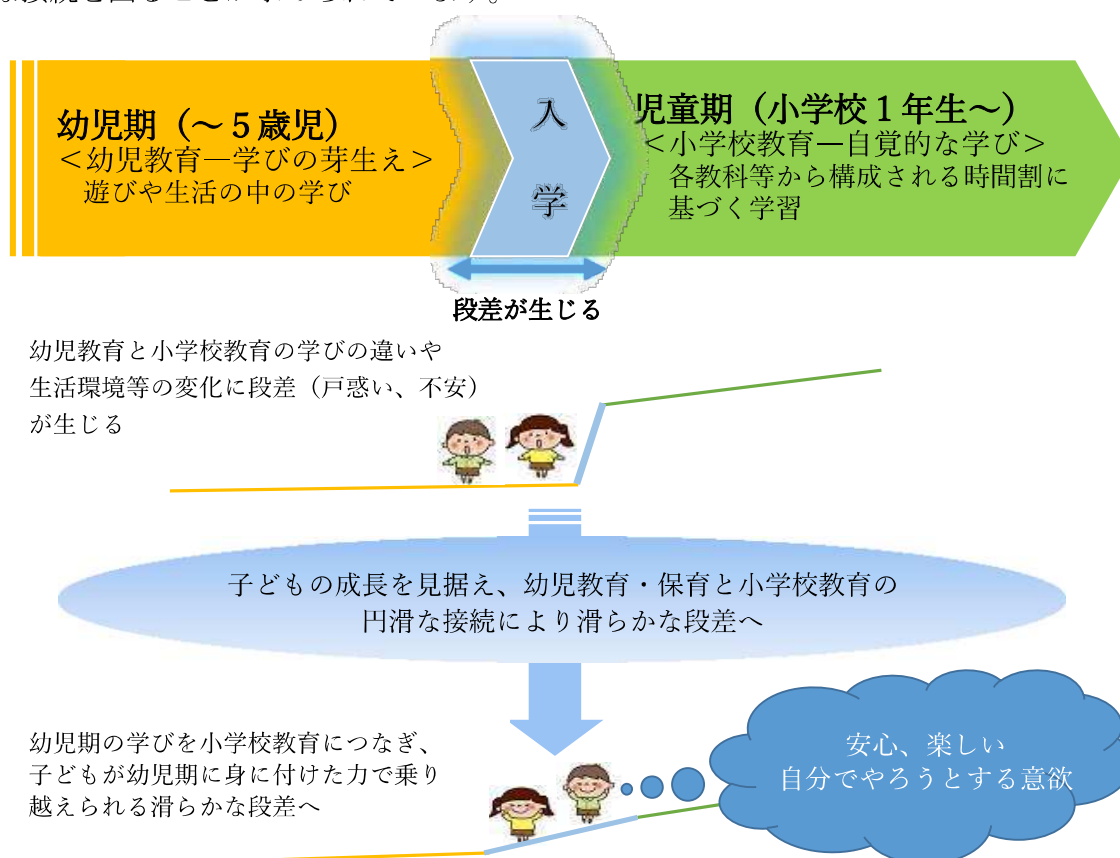 幼児期（～５歳児）
＜幼児教育―学びの芽生え＞
遊びや生活の中の学び
入
学
児童期（小学校１年生～）
＜小学校教育―自覚的な学び＞
各教科等から構成される時間割に
基づく学習
段差が生じる
幼児教育と小学校教育の学びの違いや
生活環境等の変化に段差（戸惑い、不安）
が生じる
子どもの成長を見据え、幼児教育・保育と小学校教育の
円滑な接続により滑らかな段差へ
幼児期の学びを小学校教育につなぎ、
子どもが幼児期に身に付けた力で乗り
越えられる滑らかな段差へ
安心、楽しい
自分でやろうとする意欲